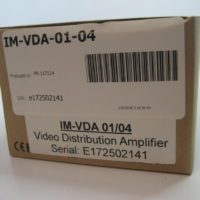 IM-VDA-01-04
S/N: e172502141
IM-VDA 01/04
Video Distribution Amplifier
Serial: E172502141
CE